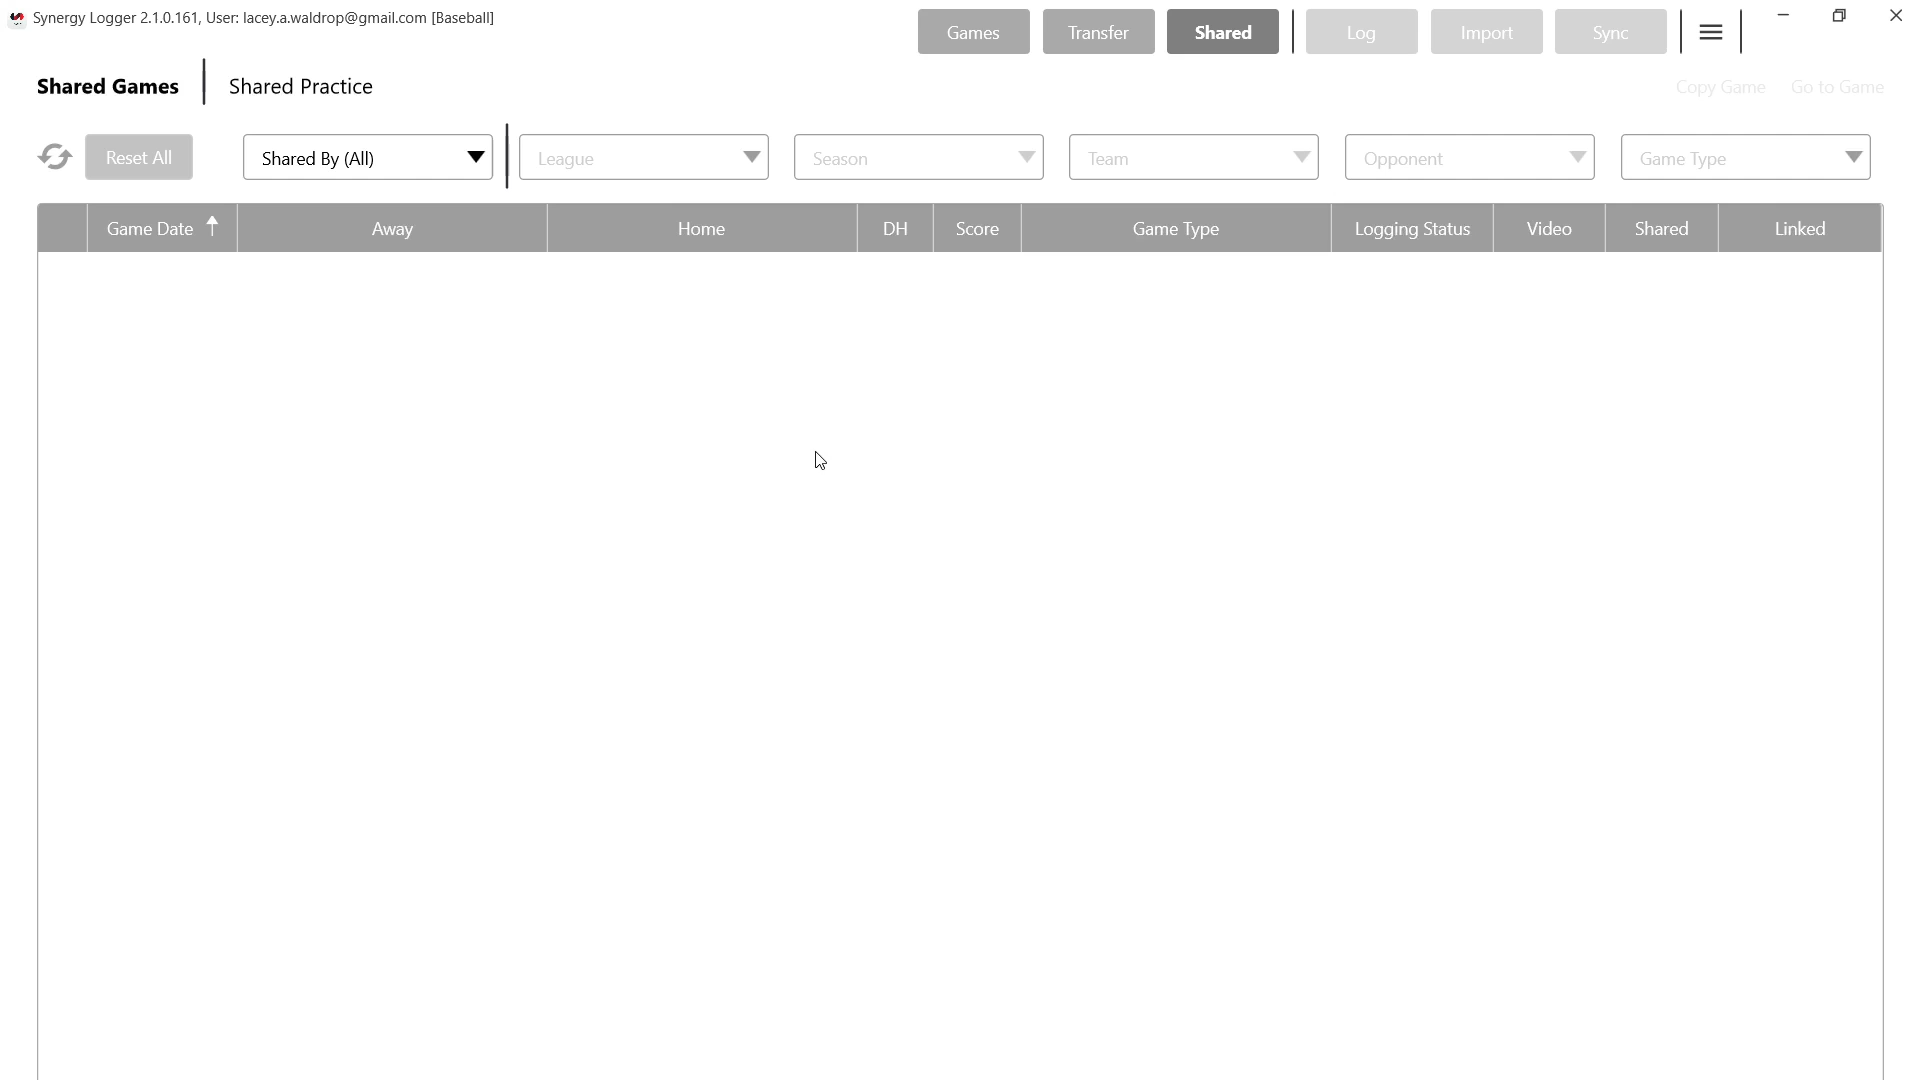 Synergy Logger 2.1.0.161, User: lacey.a.waldrop@gmail.com [Baseball]
Games Transfer Shared Log Import Sync
Shared Games Shared Practice Copy Game Go to Game
Reset All Shared By (All) League Season Team Opponent Game Type
Game Date Away Home DH Score Game Type Logging Status Video Shared Linked